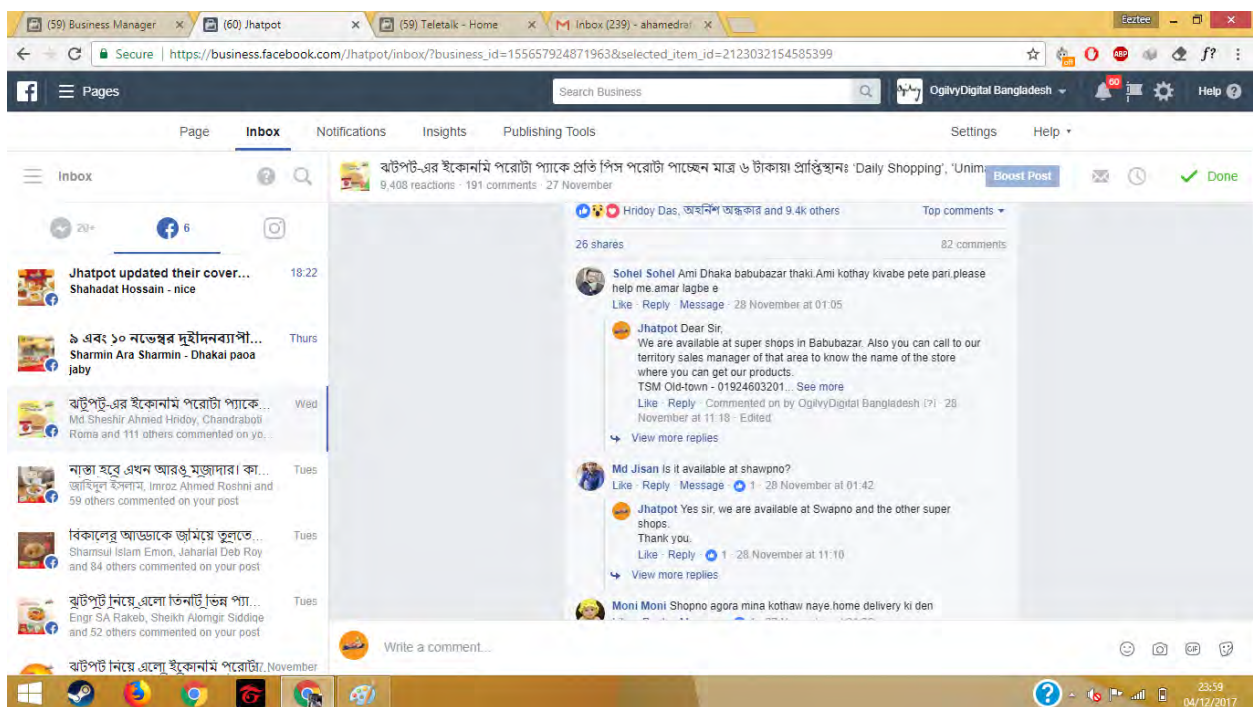 (59) Business Manager
(60) Jhatpot
(59) Teletalk - Home
Inbox (239) - ahamedra
Eeztee
Secure | https://business.facebook.com/Jhatpot/inbox/?business_id=155657924871963&selected_item_id=2123032154585399
Pages
Search Business
OgilvyDigital Bangladesh
60
Help
Page
Inbox
Notifications
Insights
Publishing Tools
Settings
Help
Inbox
ঝটপট-এর ইকোনমি পরোটা প্যাকে প্রতি পিস পরোটা পাচ্ছেন মাত্র ৬ টাকায়! প্রাপ্তিস্থানঃ 'Daily Shopping', 'Unim
9,408 reactions · 191 comments · 27 November
Boost Post
Done
20+
6
Jhatpot updated their cover...
18:22
Shahadat Hossain - nice
৯ এবং ১০ নভেম্বর দুইদিনব্যাপী...
Thurs
Sharmin Ara Sharmin - Dhakai paoa
jaby
ঝটপট-এর ইকোনমি পরোটা প্যাকে...
Wed
Md Sheshir Ahmed Hridoy, Chandraboti
Roma and 111 others commented on yo...
নাস্তা হবে এখন আরও মজাদার। কা...
Tues
জাহিদুল ইসলাম, Imroz Ahmed Roshni and
59 others commented on your post
বিকালের আড্ডাকে জমিয়ে তুলতে...
Tues
Shamsul Islam Emon, Jaharial Deb Roy
and 84 others commented on your post
ঝটপট নিয়ে এলো তিনটি ভিন্ন প্যা...
Tues
Engr SA Rakeb, Sheikh Alomgir Siddiqe
and 52 others commented on your post
ঝটপট নিয়ে এলো ইকোনমি পরোটা
27 November
Hridoy Das, অহর্নিশ অন্ধকার and 9.4k others
Top comments
26 shares
82 comments
Sohel Sohel Ami Dhaka babubazar thaki.Ami kothay kivabe pete pari.please
help me.amar lagbe e
Like · Reply · Message · 28 November at 01:05
Jhatpot Dear Sir,
We are available at super shops in Babubazar. Also you can call to our
territory sales manager of that area to know the name of the store
where you can get our products.
TSM Old-town - 01924603201... See more
Like · Reply · Commented on by OgilvyDigital Bangladesh [?] · 28
November at 11:18 · Edited
View more replies
Md Jisan Is it available at shawpno?
Like · Reply · Message · 1 · 28 November at 01:42
Jhatpot Yes sir, we are available at Swapno and the other super
shops.
Thank you.
Like · Reply · 1 · 28 November at 11:10
View more replies
Moni Moni Shopno agora mina kothaw naye.home delivery ki den
Write a comment...
GIF
23:59
04/12/2017